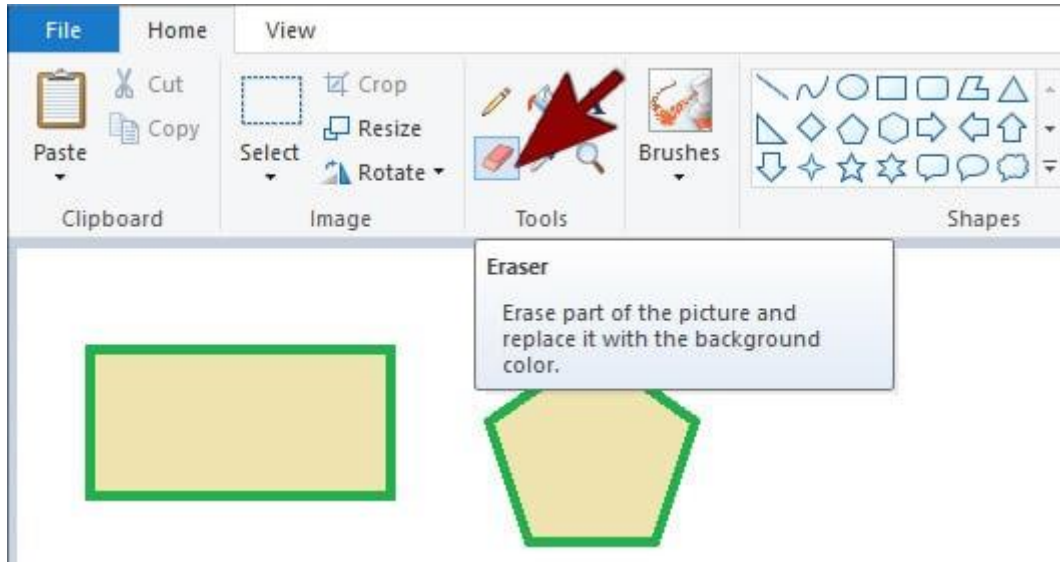 File Home View
Cut
Copy
Paste
Clipboard
Select
Crop
Resize
Rotate
Image
Tools
Brushes
Shapes
Eraser
Erase part of the picture and
replace it with the background
color.